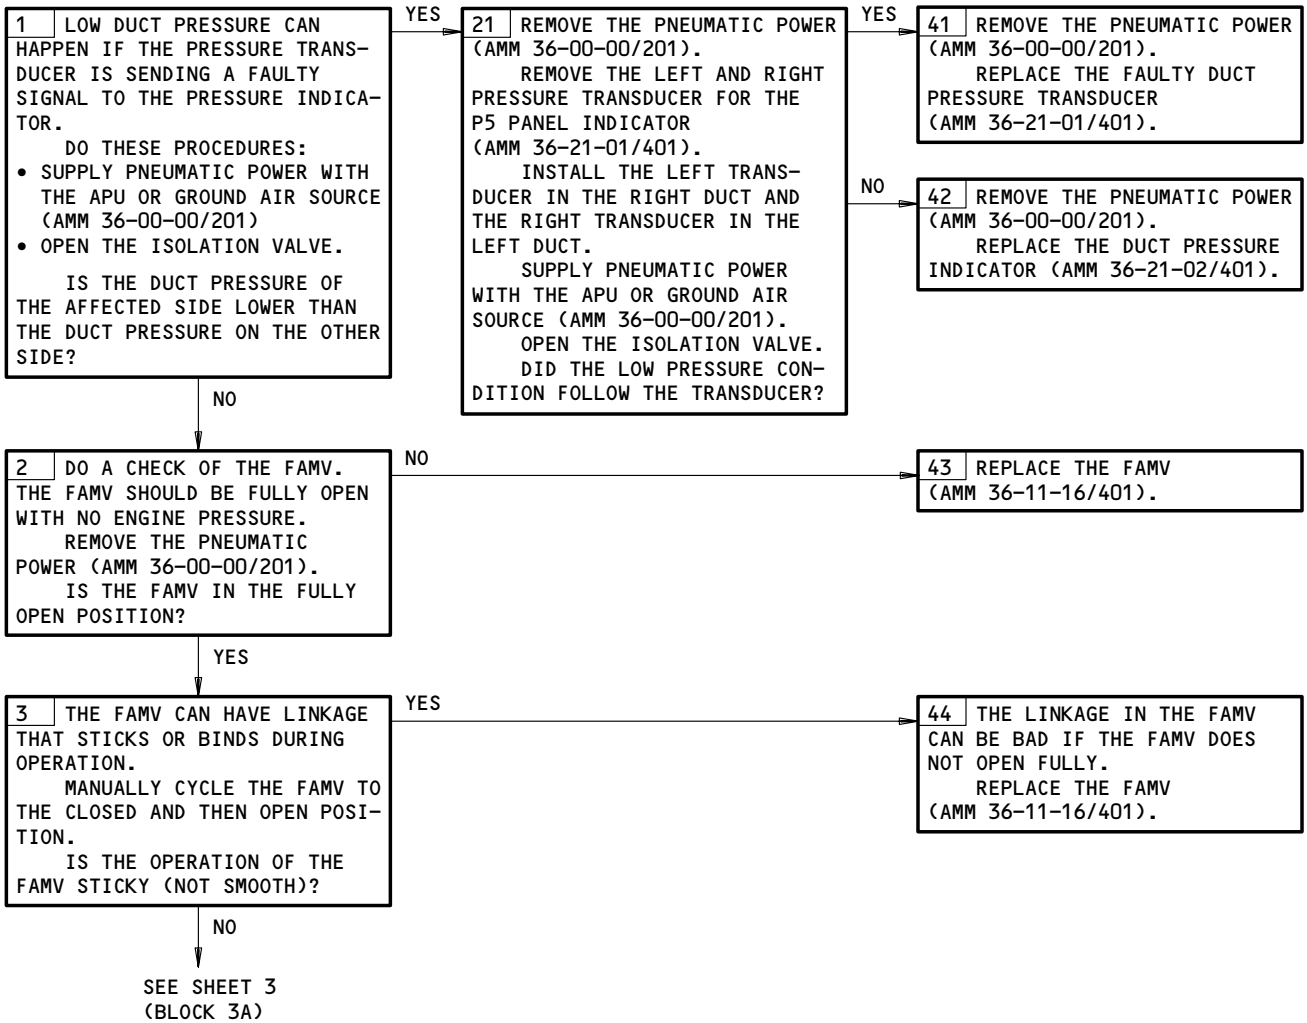 1 LOW DUCT PRESSURE CAN
HAPPEN IF THE PRESSURE TRANS-
DUCER IS SENDING A FAULTY
SIGNAL TO THE PRESSURE INDICA-
TOR.
DO THESE PROCEDURES:
• SUPPLY PNEUMATIC POWER WITH
THE APU OR GROUND AIR SOURCE
(AMM 36-00-00/201)
• OPEN THE ISOLATION VALVE.
IS THE DUCT PRESSURE OF
THE AFFECTED SIDE LOWER THAN
THE DUCT PRESSURE ON THE OTHER
SIDE?
YES
21 REMOVE THE PNEUMATIC POWER
(AMM 36-00-00/201).
REMOVE THE LEFT AND RIGHT
PRESSURE TRANSDUCER FOR THE
P5 PANEL INDICATOR
(AMM 36-21-01/401).
INSTALL THE LEFT TRANS-
DUCER IN THE RIGHT DUCT AND
THE RIGHT TRANSDUCER IN THE
LEFT DUCT.
SUPPLY PNEUMATIC POWER
WITH THE APU OR GROUND AIR
SOURCE (AMM 36-00-00/201).
OPEN THE ISOLATION VALVE.
DID THE LOW PRESSURE CON-
DITION FOLLOW THE TRANSDUCER?
YES
41 REMOVE THE PNEUMATIC POWER
(AMM 36-00-00/201).
REPLACE THE FAULTY DUCT
PRESSURE TRANSDUCER
(AMM 36-21-01/401).
NO
42 REMOVE THE PNEUMATIC POWER
(AMM 36-00-00/201).
REPLACE THE DUCT PRESSURE
INDICATOR (AMM 36-21-02/401).
NO
2 DO A CHECK OF THE FAMV.
THE FAMV SHOULD BE FULLY OPEN
WITH NO ENGINE PRESSURE.
REMOVE THE PNEUMATIC
POWER (AMM 36-00-00/201).
IS THE FAMV IN THE FULLY
OPEN POSITION?
NO
43 REPLACE THE FAMV
(AMM 36-11-16/401).
YES
3 THE FAMV CAN HAVE LINKAGE
THAT STICKS OR BINDS DURING
OPERATION.
MANUALLY CYCLE THE FAMV TO
THE CLOSED AND THEN OPEN POSI-
TION.
IS THE OPERATION OF THE
FAMV STICKY (NOT SMOOTH)?
YES
44 THE LINKAGE IN THE FAMV
CAN BE BAD IF THE FAMV DOES
NOT OPEN FULLY.
REPLACE THE FAMV
(AMM 36-11-16/401).
NO
SEE SHEET 3
(BLOCK 3A)